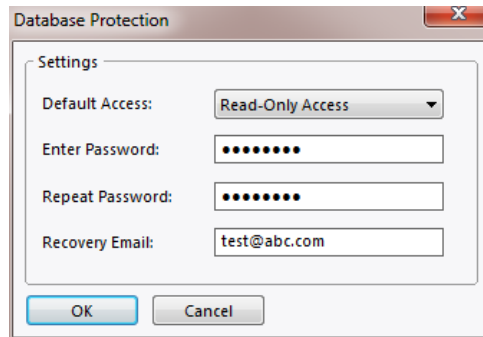 Database Protection
Settings
Default Access: Read-Only Access
Enter Password: ●●●●●●●●
Repeat Password: ●●●●●●●●
Recovery Email: test@abc.com
OK Cancel